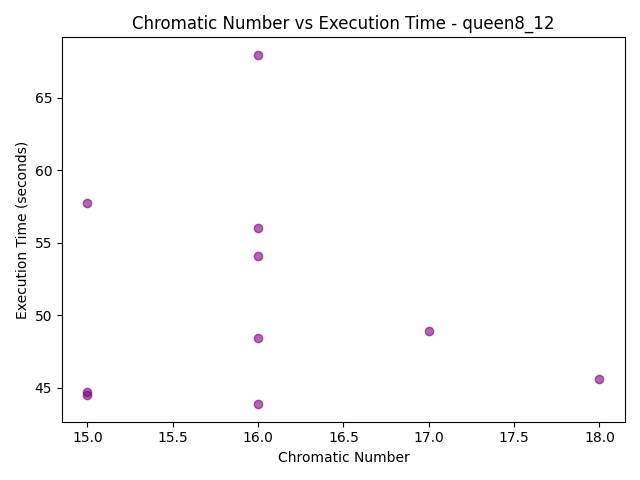 Chromatic Number vs Execution Time - queen8_12
Execution Time (seconds)
65
60
55
50
45
15.0 15.5 16.0 16.5 17.0 17.5 18.0
Chromatic Number